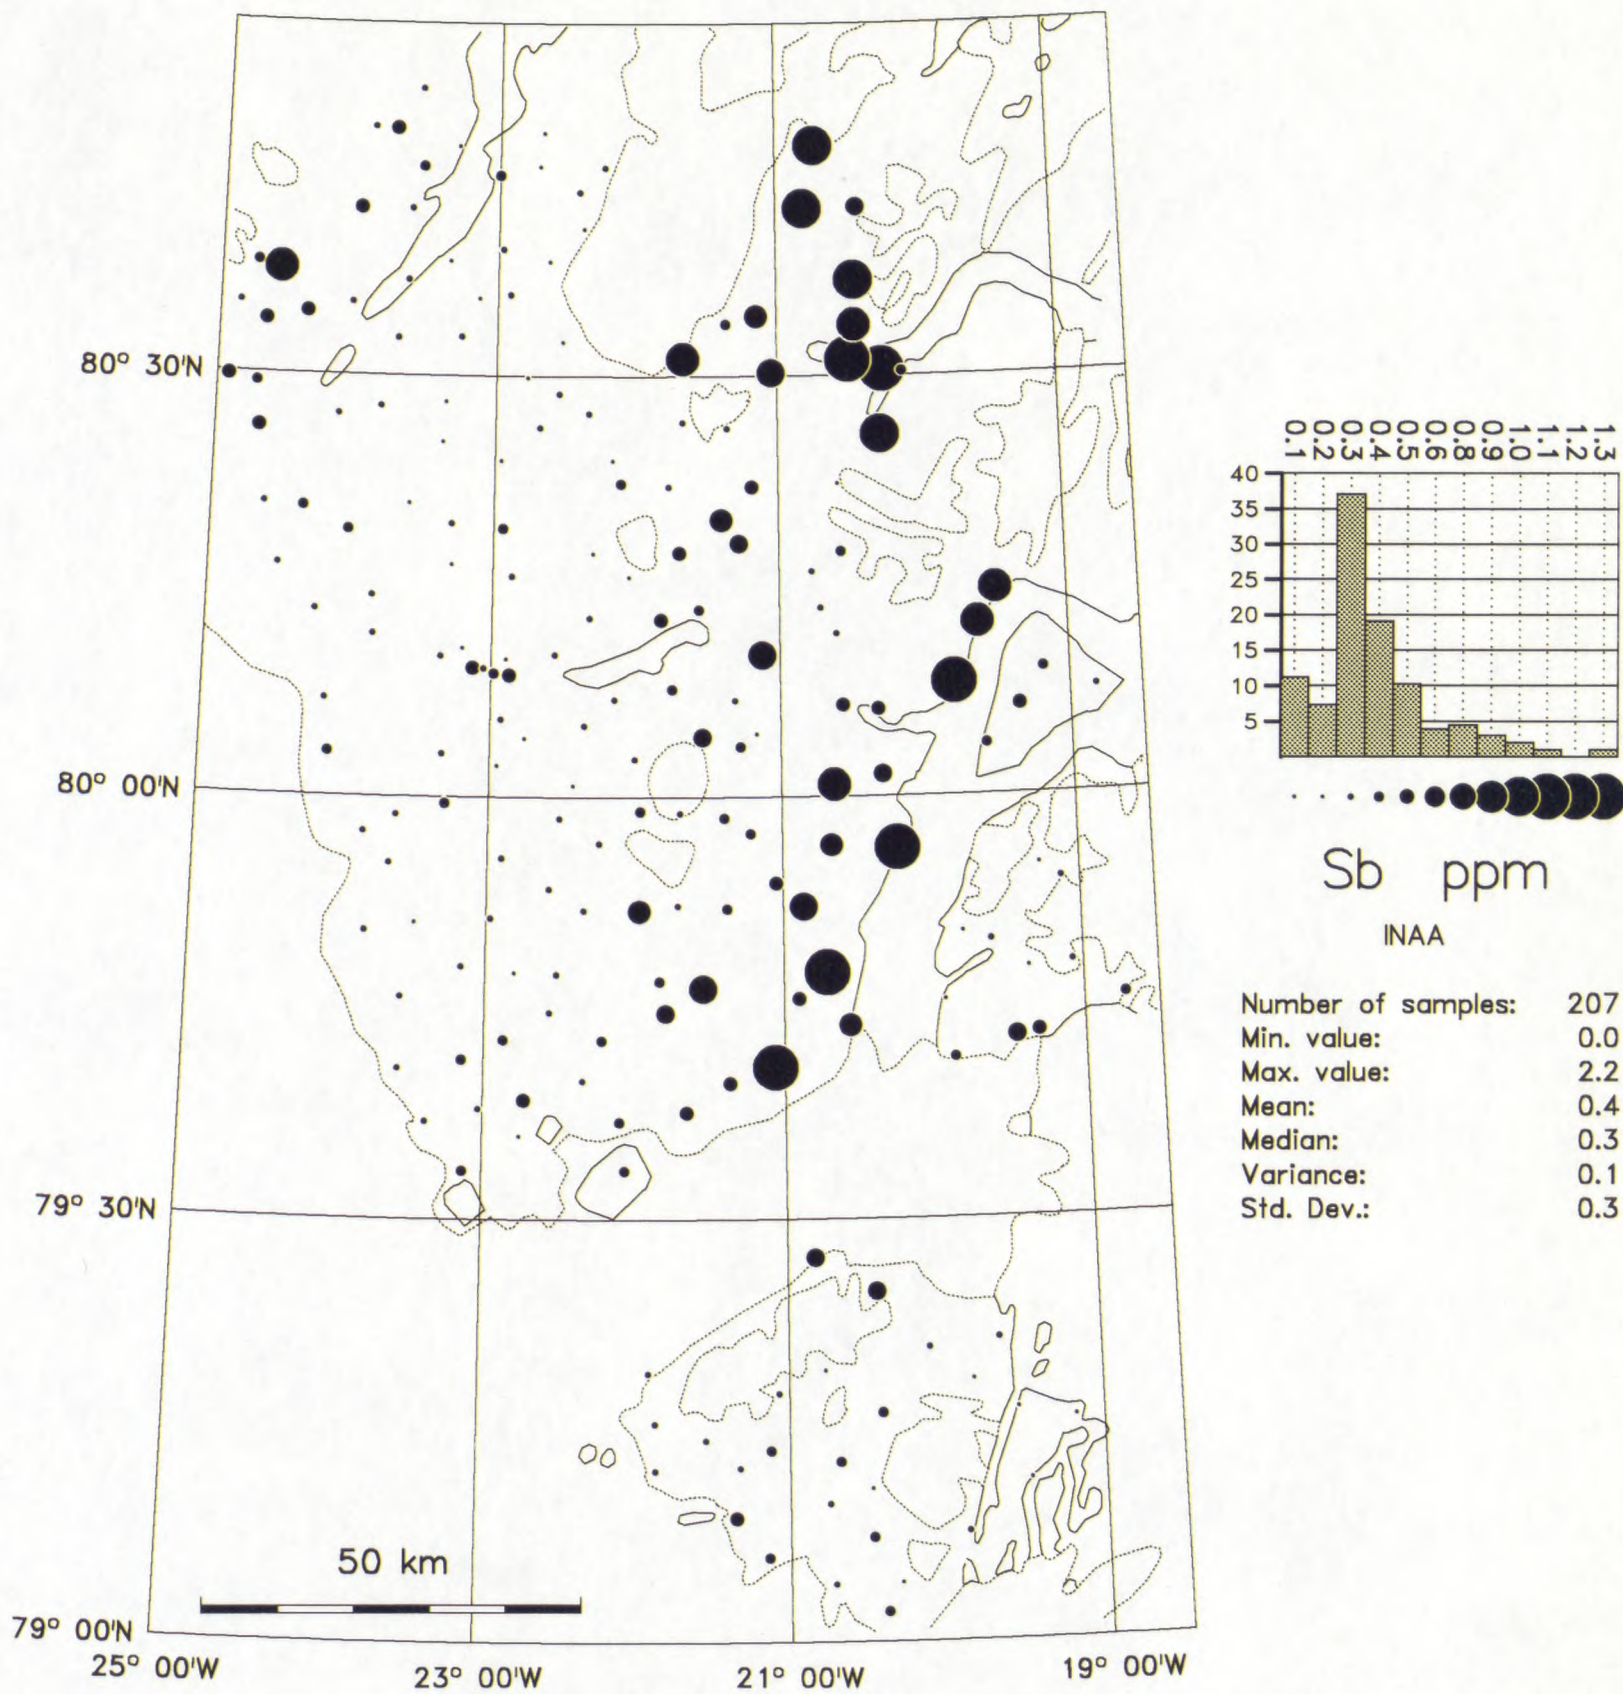 80° 30'N
80° 00'N
79° 30'N
79° 00'N
25° 00'W
23° 00'W
21° 00'W
19° 00'W
50 km
0.1
0.2
0.3
0.4
0.5
0.6
0.8
0.9
1.0
1.1
1.2
1.3
40
35
30
25
20
15
10
5
Sb ppm
INAA
Number of samples: 207
Min. value: 0.0
Max. value: 2.2
Mean: 0.4
Median: 0.3
Variance: 0.1
Std. Dev.: 0.3